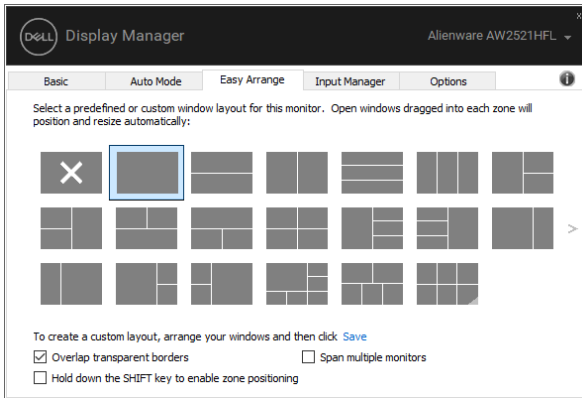 DELL Display Manager
Alienware AW2521HFL
Basic
Auto Mode
Easy Arrange
Input Manager
Options
Select a predefined or custom window layout for this monitor. Open windows dragged into each zone will
position and resize automatically:
To create a custom layout, arrange your windows and then click Save
Overlap transparent borders
Span multiple monitors
Hold down the SHIFT key to enable zone positioning